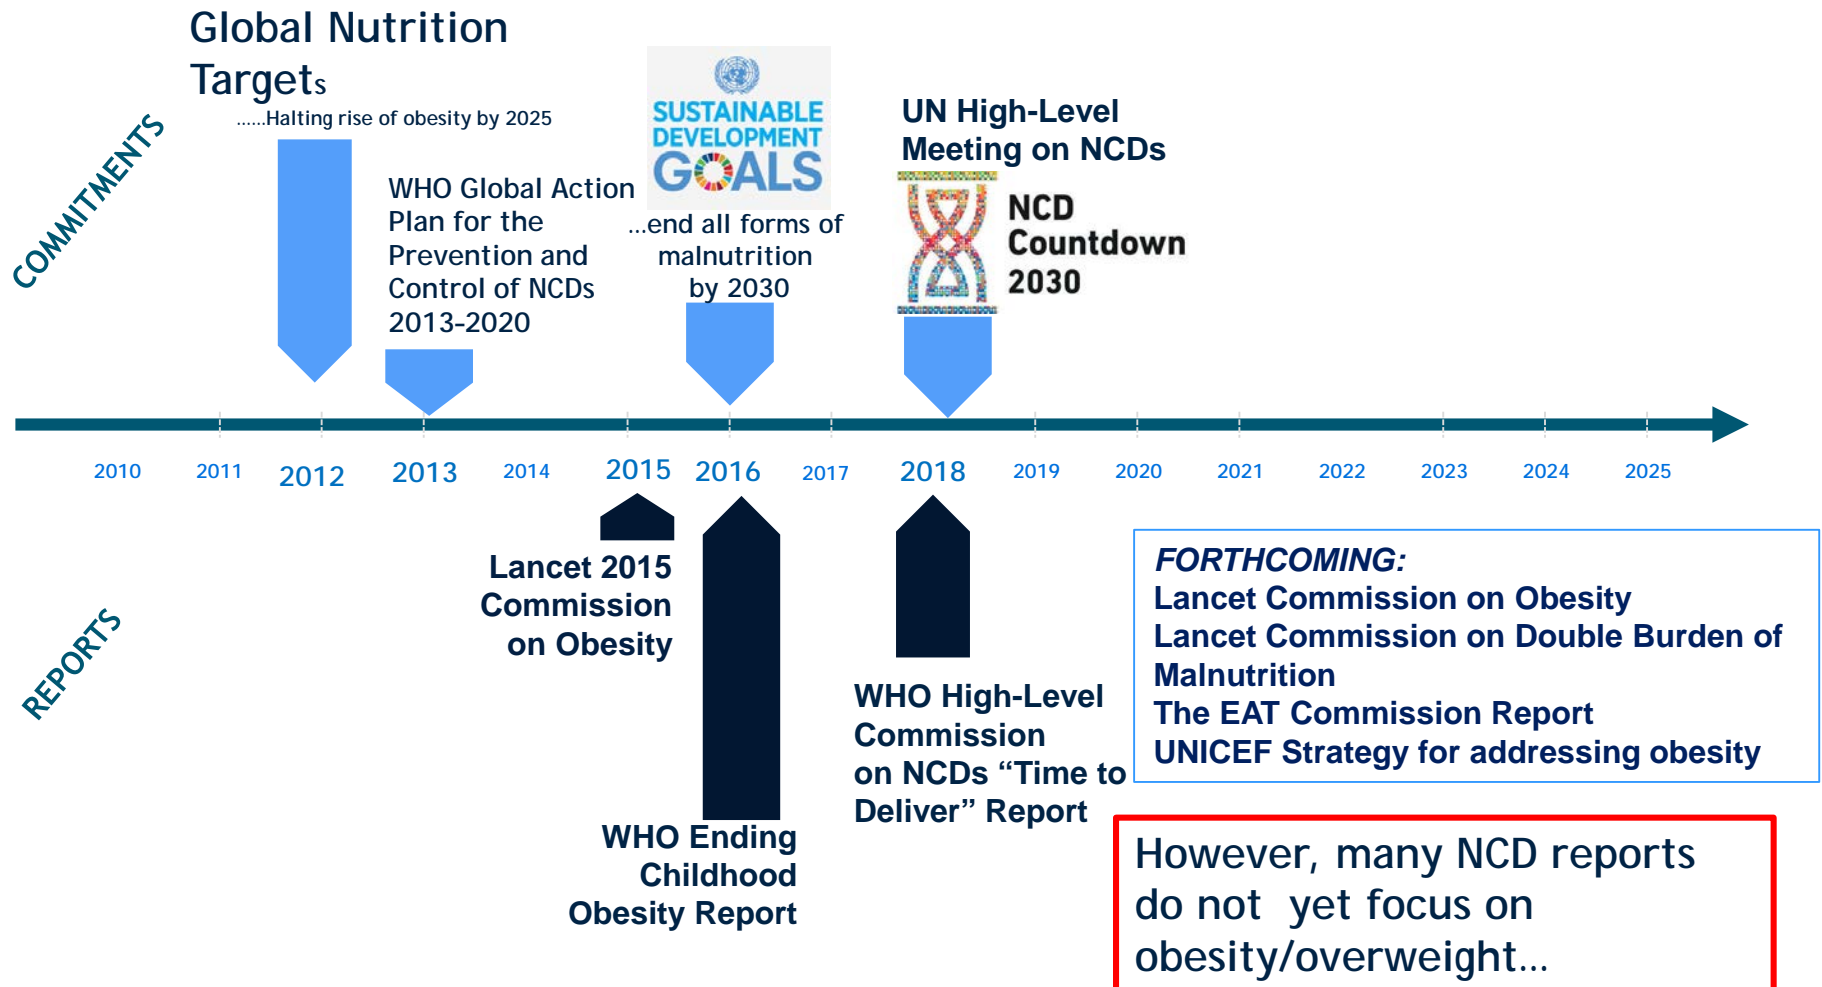 Global Nutrition
Targets
......Halting rise of obesity by 2025
COMMITMENTS
WHO Global Action
Plan for the
Prevention and
Control of NCDs
2013-2020
SUSTAINABLE
DEVELOPMENT
GOALS
...end all forms of
malnutrition
by 2030
UN High-Level
Meeting on NCDs
NCD
Countdown
2030
2010 2011 2012 2013 2014 2015 2016 2017 2018 2019 2020 2021 2022 2023 2024 2025
REPORTS
Lancet 2015
Commission
on Obesity
WHO Ending
Childhood
Obesity Report
WHO High-Level
Commission
on NCDs “Time to
Deliver” Report
FORTHCOMING:
Lancet Commission on Obesity
Lancet Commission on Double Burden of
Malnutrition
The EAT Commission Report
UNICEF Strategy for addressing obesity
However, many NCD reports
do not yet focus on
obesity/overweight...